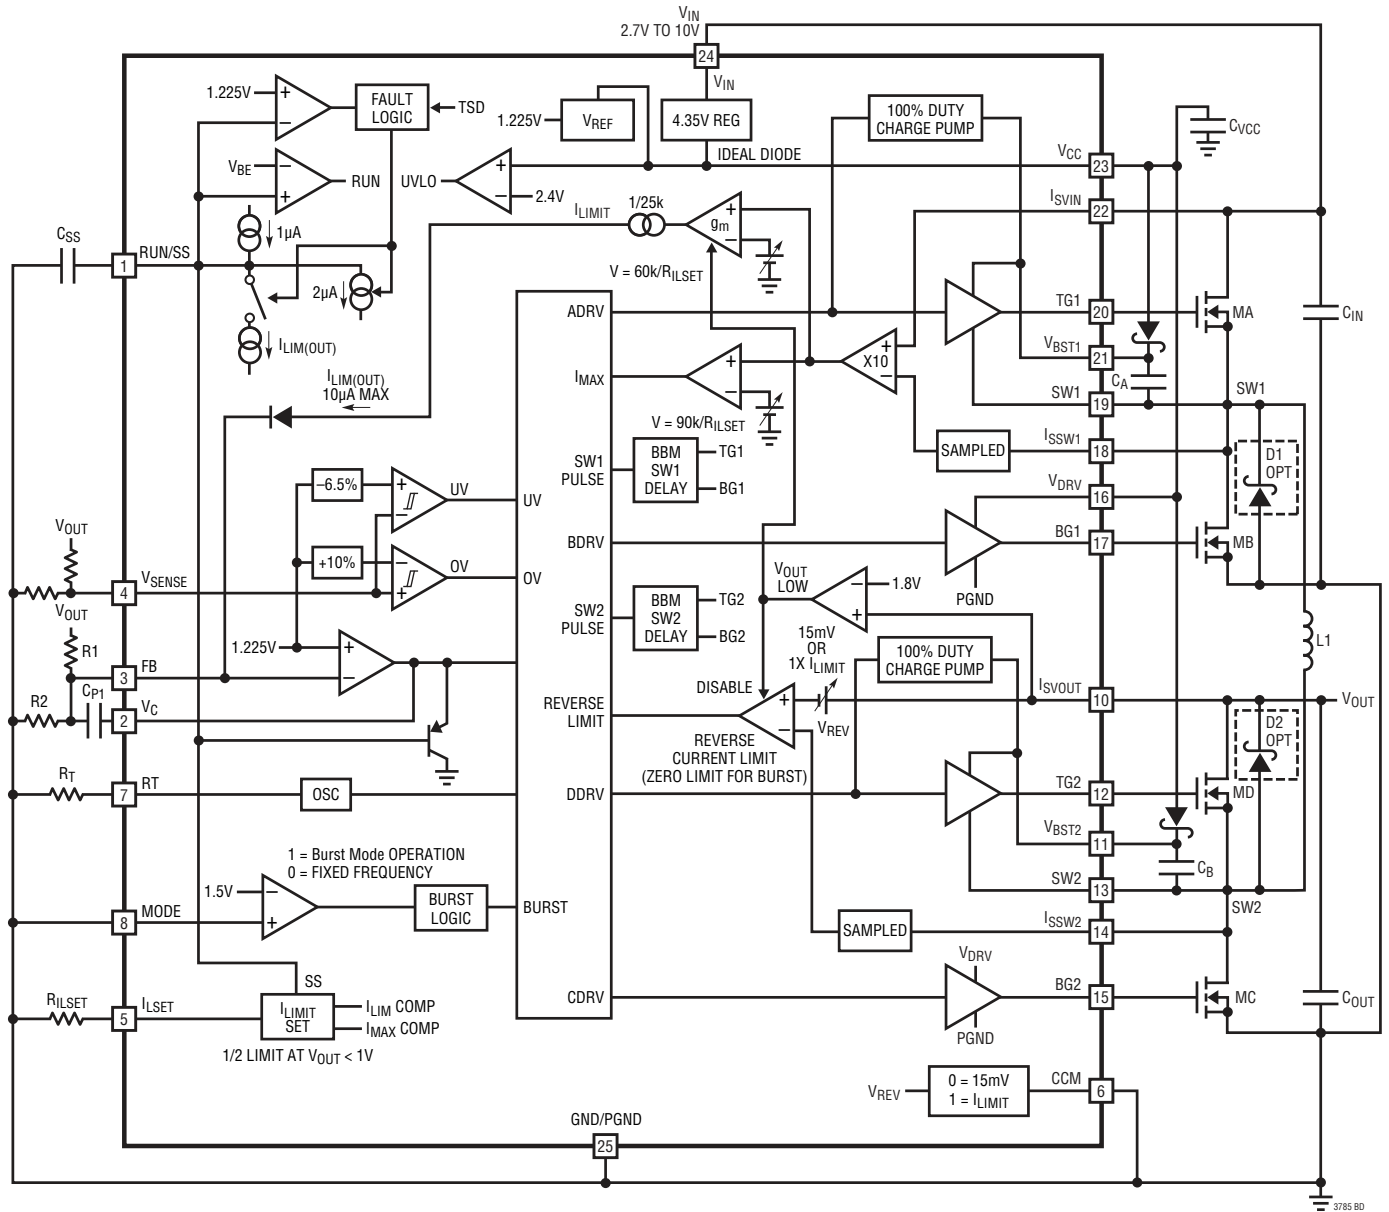 VIN
2.7V TO 10V
24
VIN
1.225V
+
−
FAULT
LOGIC
TSD
1.225V
VREF
4.35V REG
100% DUTY
CHARGE PUMP
CVCC
VBE
−
+
RUN
UVLO
+
−
2.4V
IDEAL DIODE
VCC
23
ISVIN
22
1µA
ILIMIT
1/25k
gm
+
−
CSS
RUN/SS
1
2µA
V = 60k/RILSET
ILIM(OUT)
ADRV
TG1
20
MA
CIN
VBST1
21
CA
X10
+
−
ILIM(OUT)
10µA MAX
IMAX
+
−
V = 90k/RILSET
SW1
19
SW1
SAMPLED
ISSW1
18
D1
OPT
SW1
PULSE
BBM
SW1
DELAY
TG1
BG1
VDRV
16
–6.5%
+
−
UV
UV
BDRV
BG1
17
MB
PGND
VOUT
+10%
−
+
OV
OV
VSENSE
4
VOUT
LOW
−
+
1.8V
SW2
PULSE
BBM
SW2
DELAY
TG2
BG2
VOUT
R1
1.225V
+
−
FB
3
15mV
OR
1X ILIMIT
100% DUTY
CHARGE PUMP
L1
R2
CP1
VC
2
DISABLE
+
−
VREV
ISVOUT
10
VOUT
REVERSE
LIMIT
REVERSE
CURRENT LIMIT
(ZERO LIMIT FOR BURST)
D2
OPT
RT
RT
7
OSC
DDRV
TG2
12
MD
VBST2
11
CB
1 = Burst Mode OPERATION
0 = FIXED FREQUENCY
1.5V
−
+
MODE
8
BURST
LOGIC
BURST
SW2
13
SW2
SAMPLED
ISSW2
14
VDRV
SS
RILSET
ILSET
5
ILIMIT
SET
ILIM COMP
IMAX COMP
1/2 LIMIT AT VOUT < 1V
CDRV
BG2
15
MC
COUT
PGND
VREV
0 = 15mV
1 = ILIMIT
CCM
6
GND/PGND
25
3785 BD